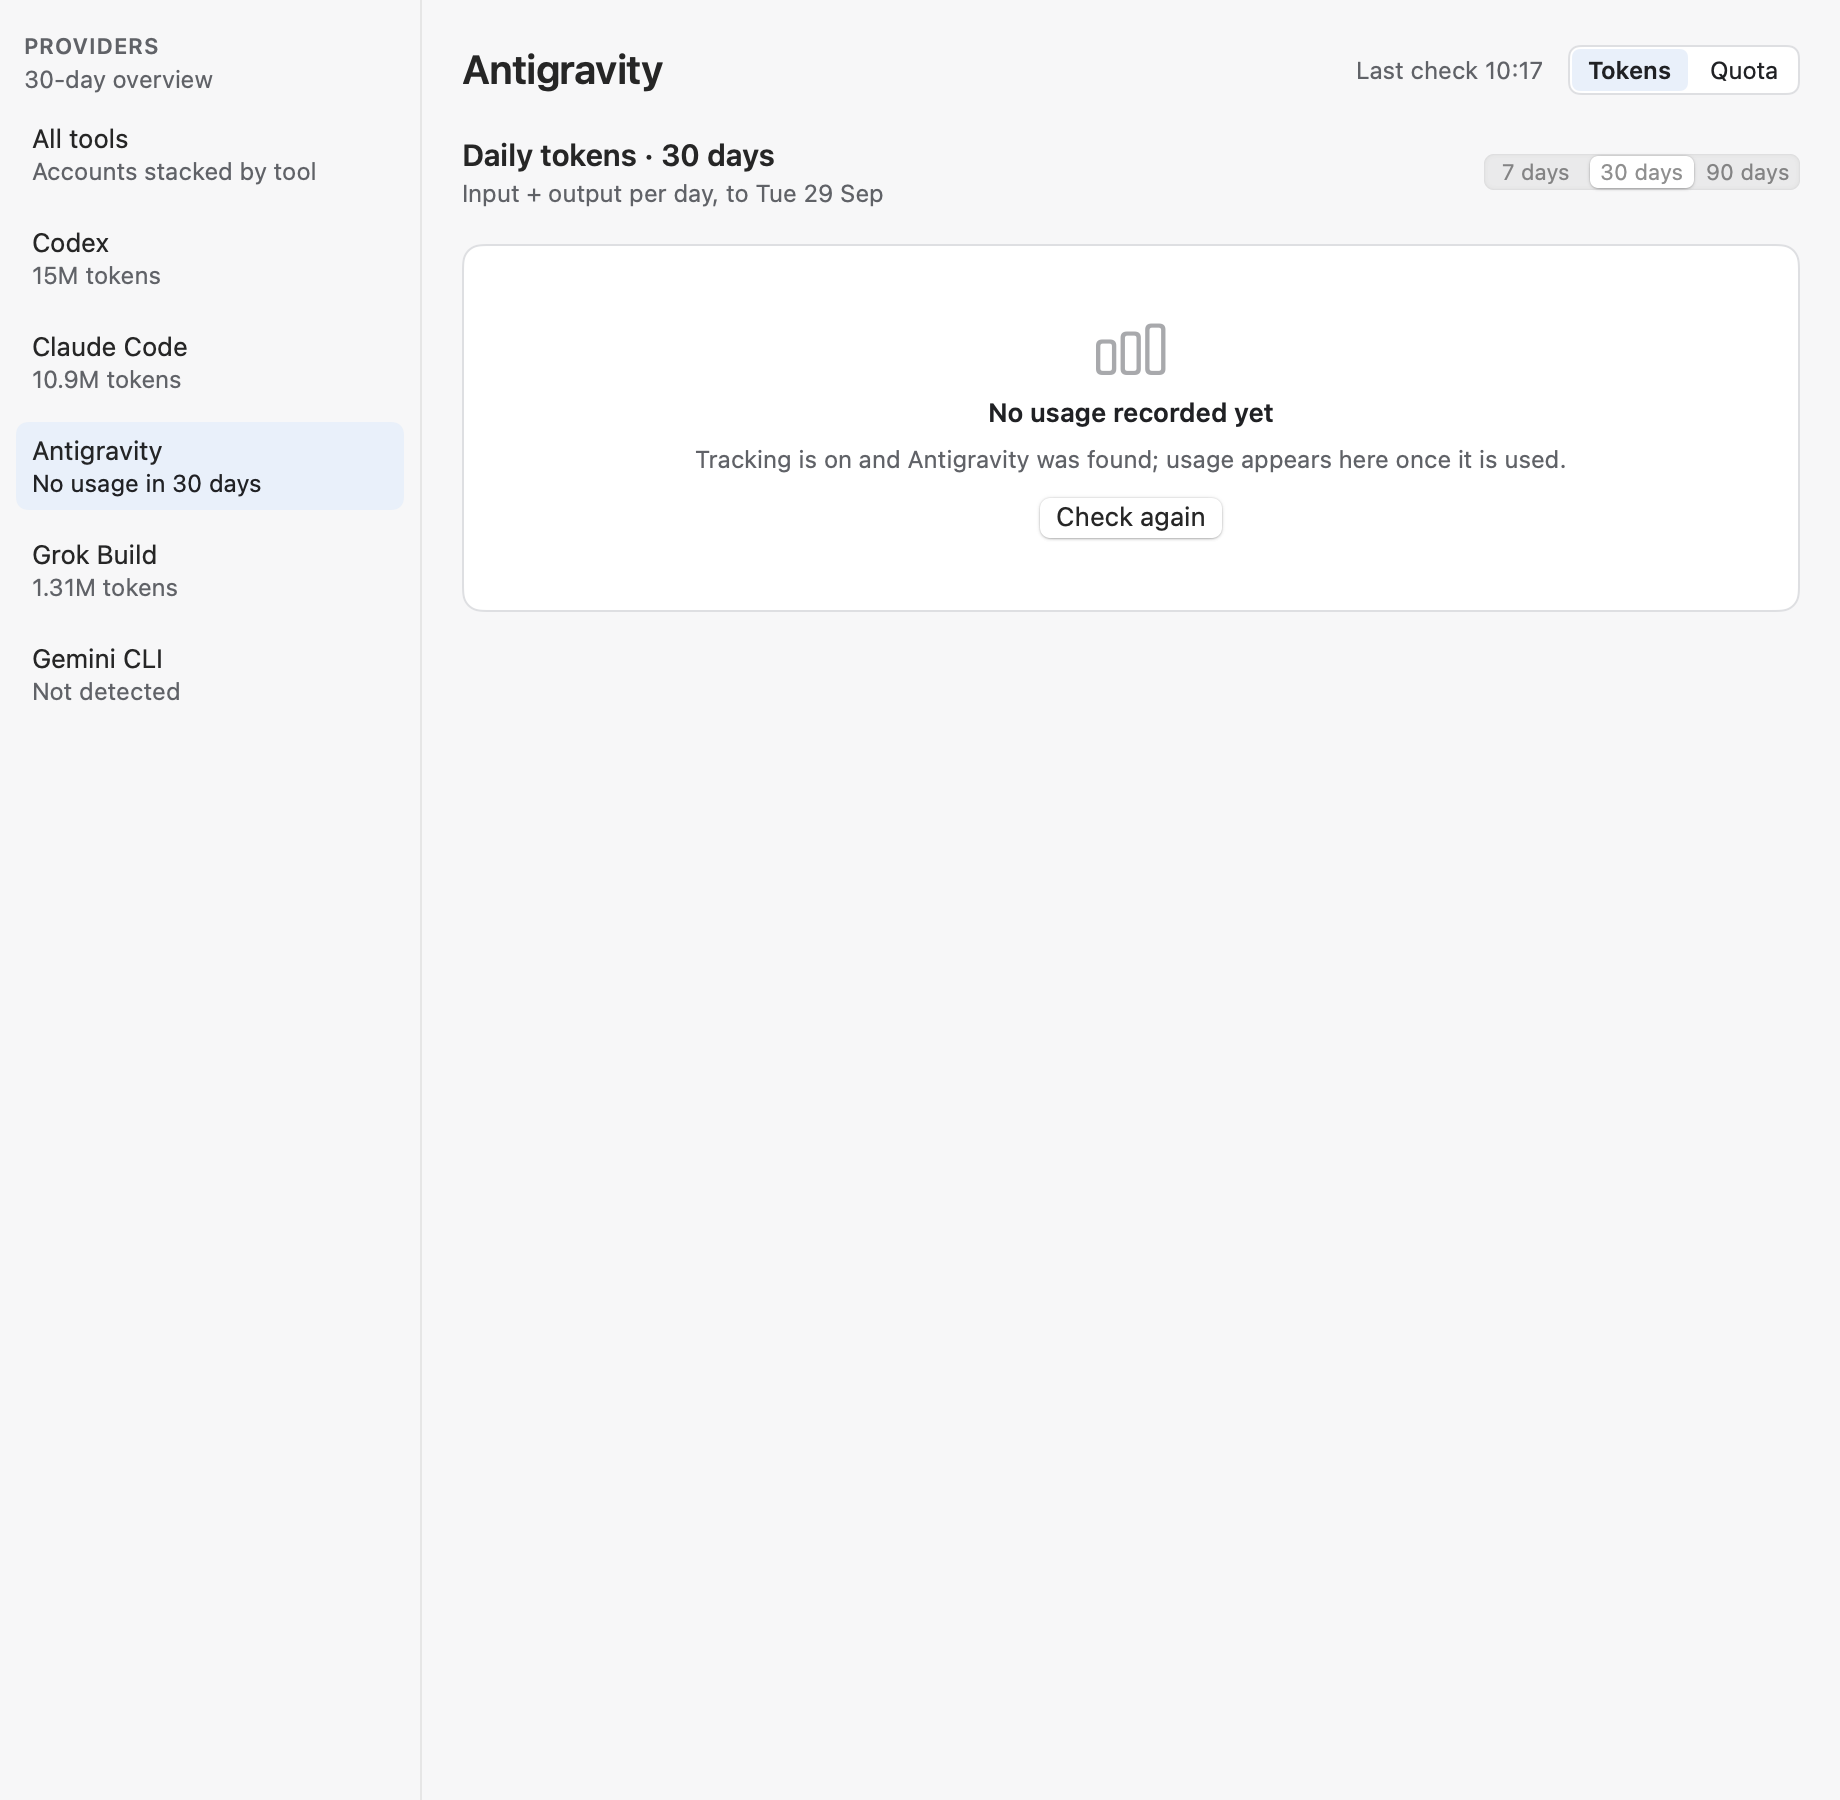 PROVIDERS
30-day overview
All tools
Accounts stacked by tool
Codex
15M tokens
Claude Code
10.9M tokens
Antigravity
No usage in 30 days
Grok Build
1.31M tokens
Gemini CLI
Not detected
Antigravity
Last check 10:17
Tokens
Quota
Daily tokens · 30 days
Input + output per day, to Tue 29 Sep
7 days
30 days
90 days
No usage recorded yet
Tracking is on and Antigravity was found; usage appears here once it is used.
Check again